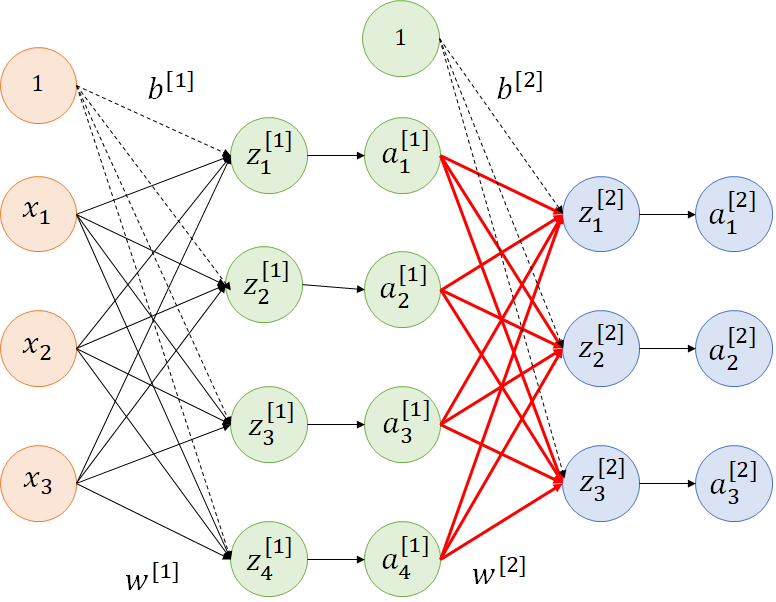 1
1
b^[1]
b^[2]
z_1^[1]
a_1^[1]
x_1
z_1^[2]
a_1^[2]
z_2^[1]
a_2^[1]
x_2
z_2^[2]
a_2^[2]
z_3^[1]
a_3^[1]
x_3
z_3^[2]
a_3^[2]
z_4^[1]
a_4^[1]
w^[1]
w^[2]